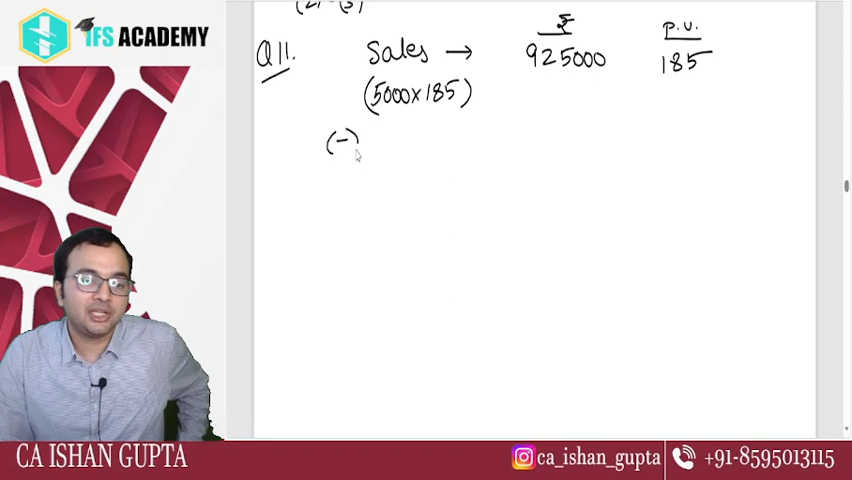 IFS ACADEMY
₹ p.u.
Q11. Sales → 925000 185
(5000×185)
(-)
CA ISHAN GUPTA ca_ishan_gupta +91-8595013115